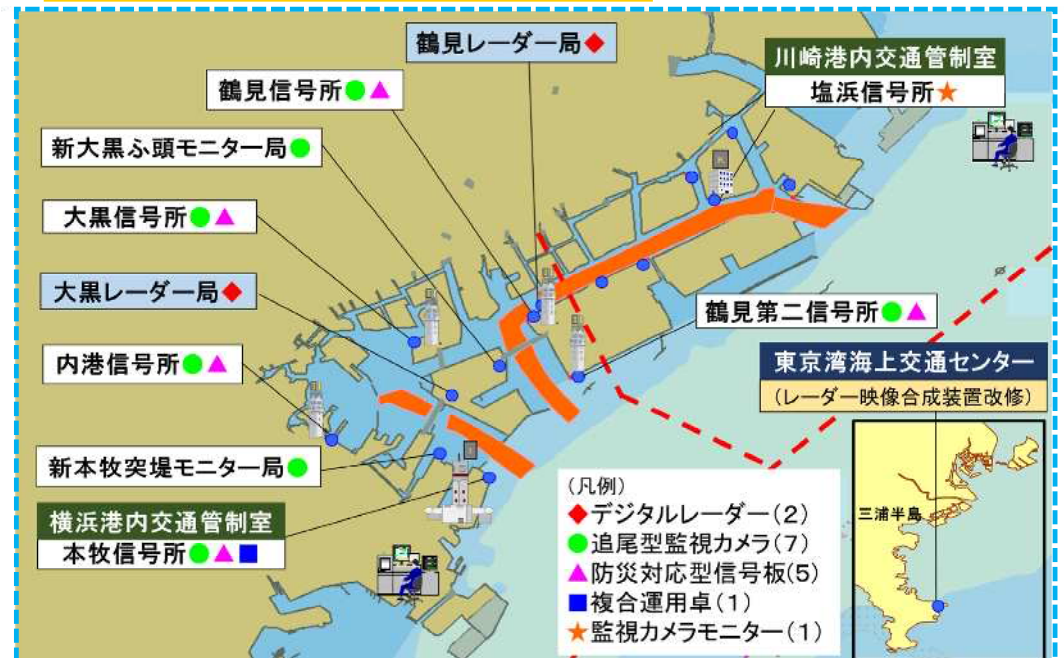 鶴見レーダー局◆
川崎港内交通管制室
塩浜信号所★
鶴見信号所●▲
新大黒ふ頭モニター局●
大黒信号所●▲
大黒レーダー局◆
鶴見第二信号所●▲
内港信号所●▲
東京湾海上交通センター
(レーダー映像合成装置改修)
新本牧突堤モニター局●
横浜港内交通管制室
本牧信号所●▲■
(凡例)
◆デジタルレーダー(2)
●追尾型監視カメラ(7)
▲防災対応型信号板(5)
■複合運用卓(1)
★監視カメラモニター(1)
三浦半島